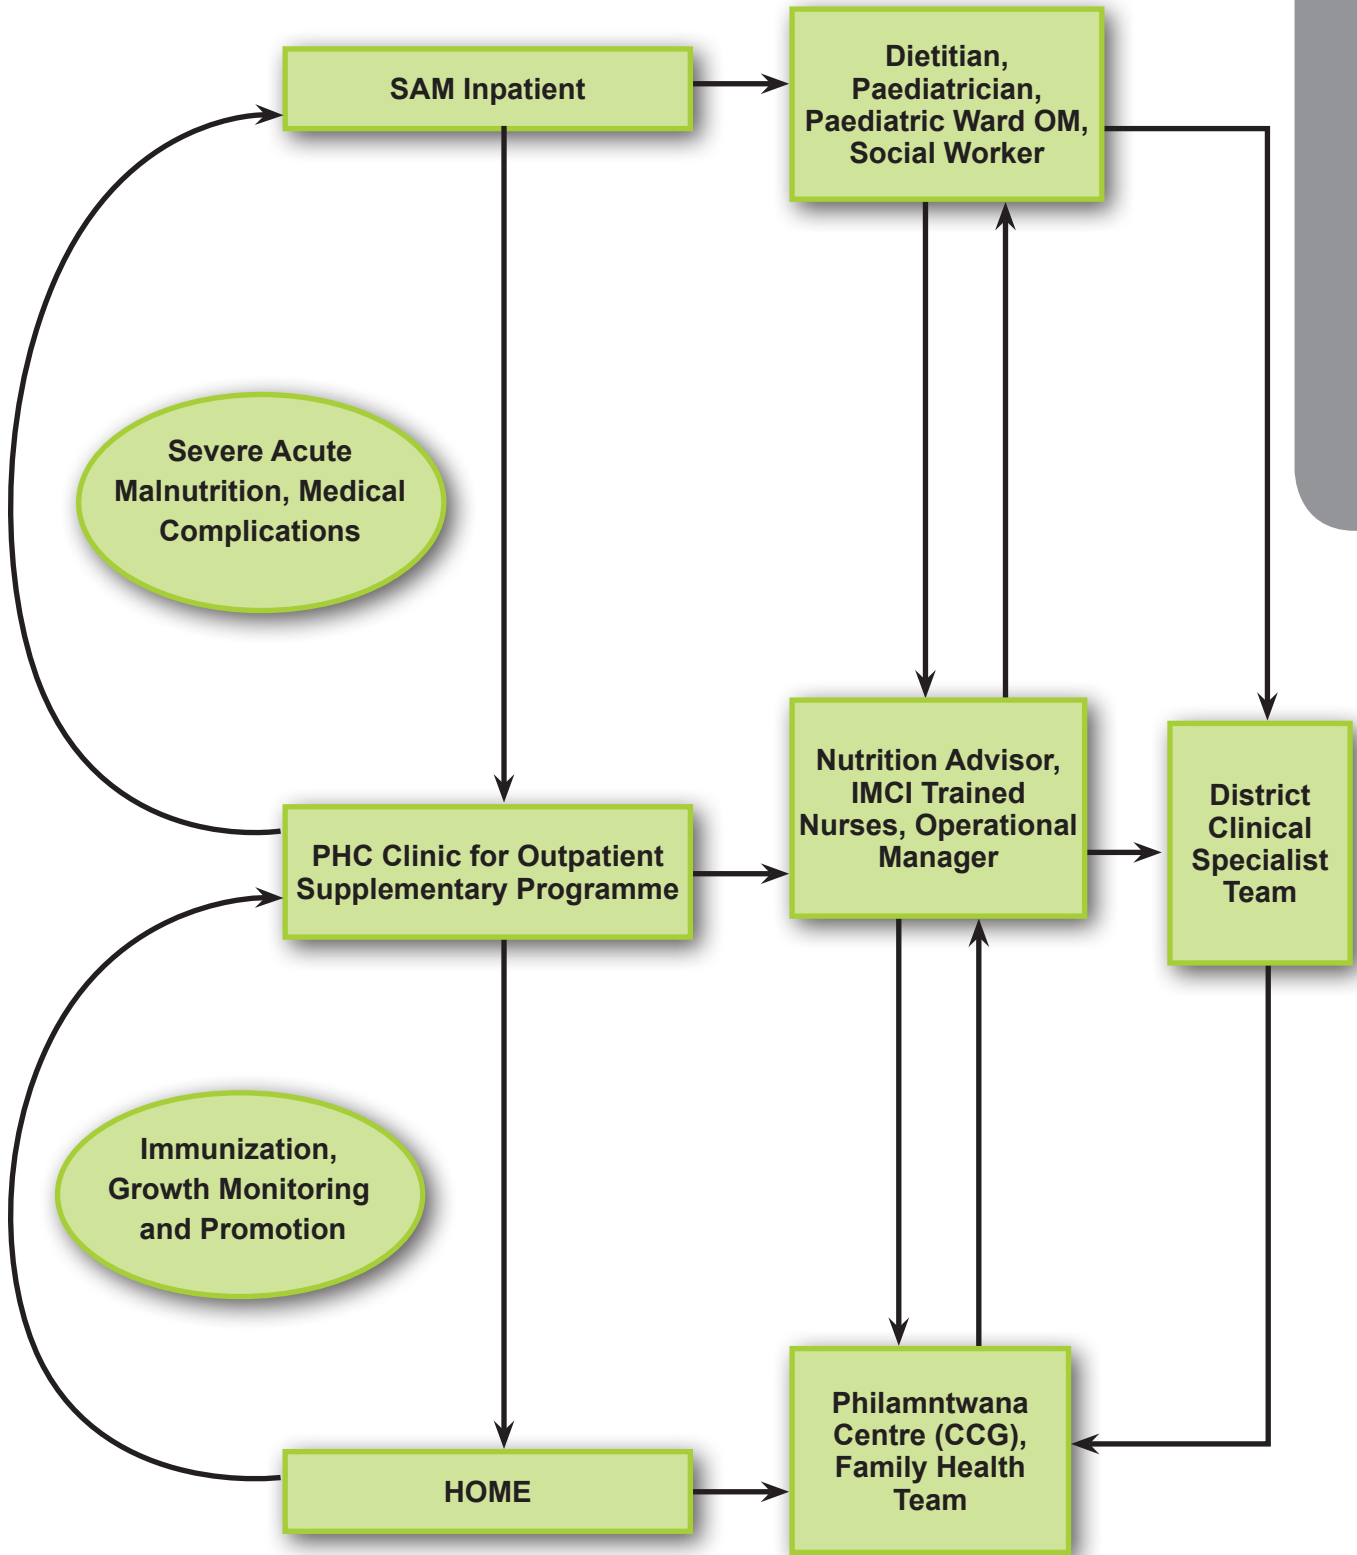 SAM Inpatient
Dietitian,
Paediatrician,
Paediatric Ward OM,
Social Worker
Severe Acute
Malnutrition, Medical
Complications
Nutrition Advisor,
IMCI Trained
Nurses, Operational
Manager
District
Clinical
Specialist
Team
PHC Clinic for Outpatient
Supplementary Programme
Immunization,
Growth Monitoring
and Promotion
Philamntwana
Centre (CCG),
Family Health
Team
HOME